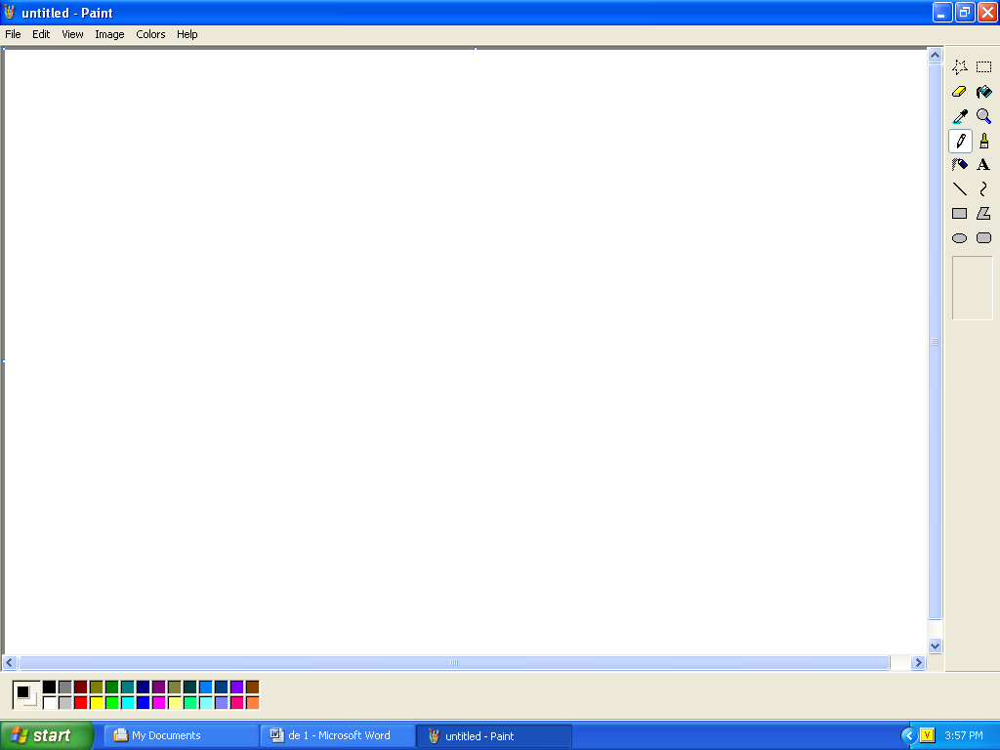 untitled - Paint
File Edit View Image Colors Help
A
start My Documents de 1 - Microsoft Word untitled - Paint V 3:57 PM